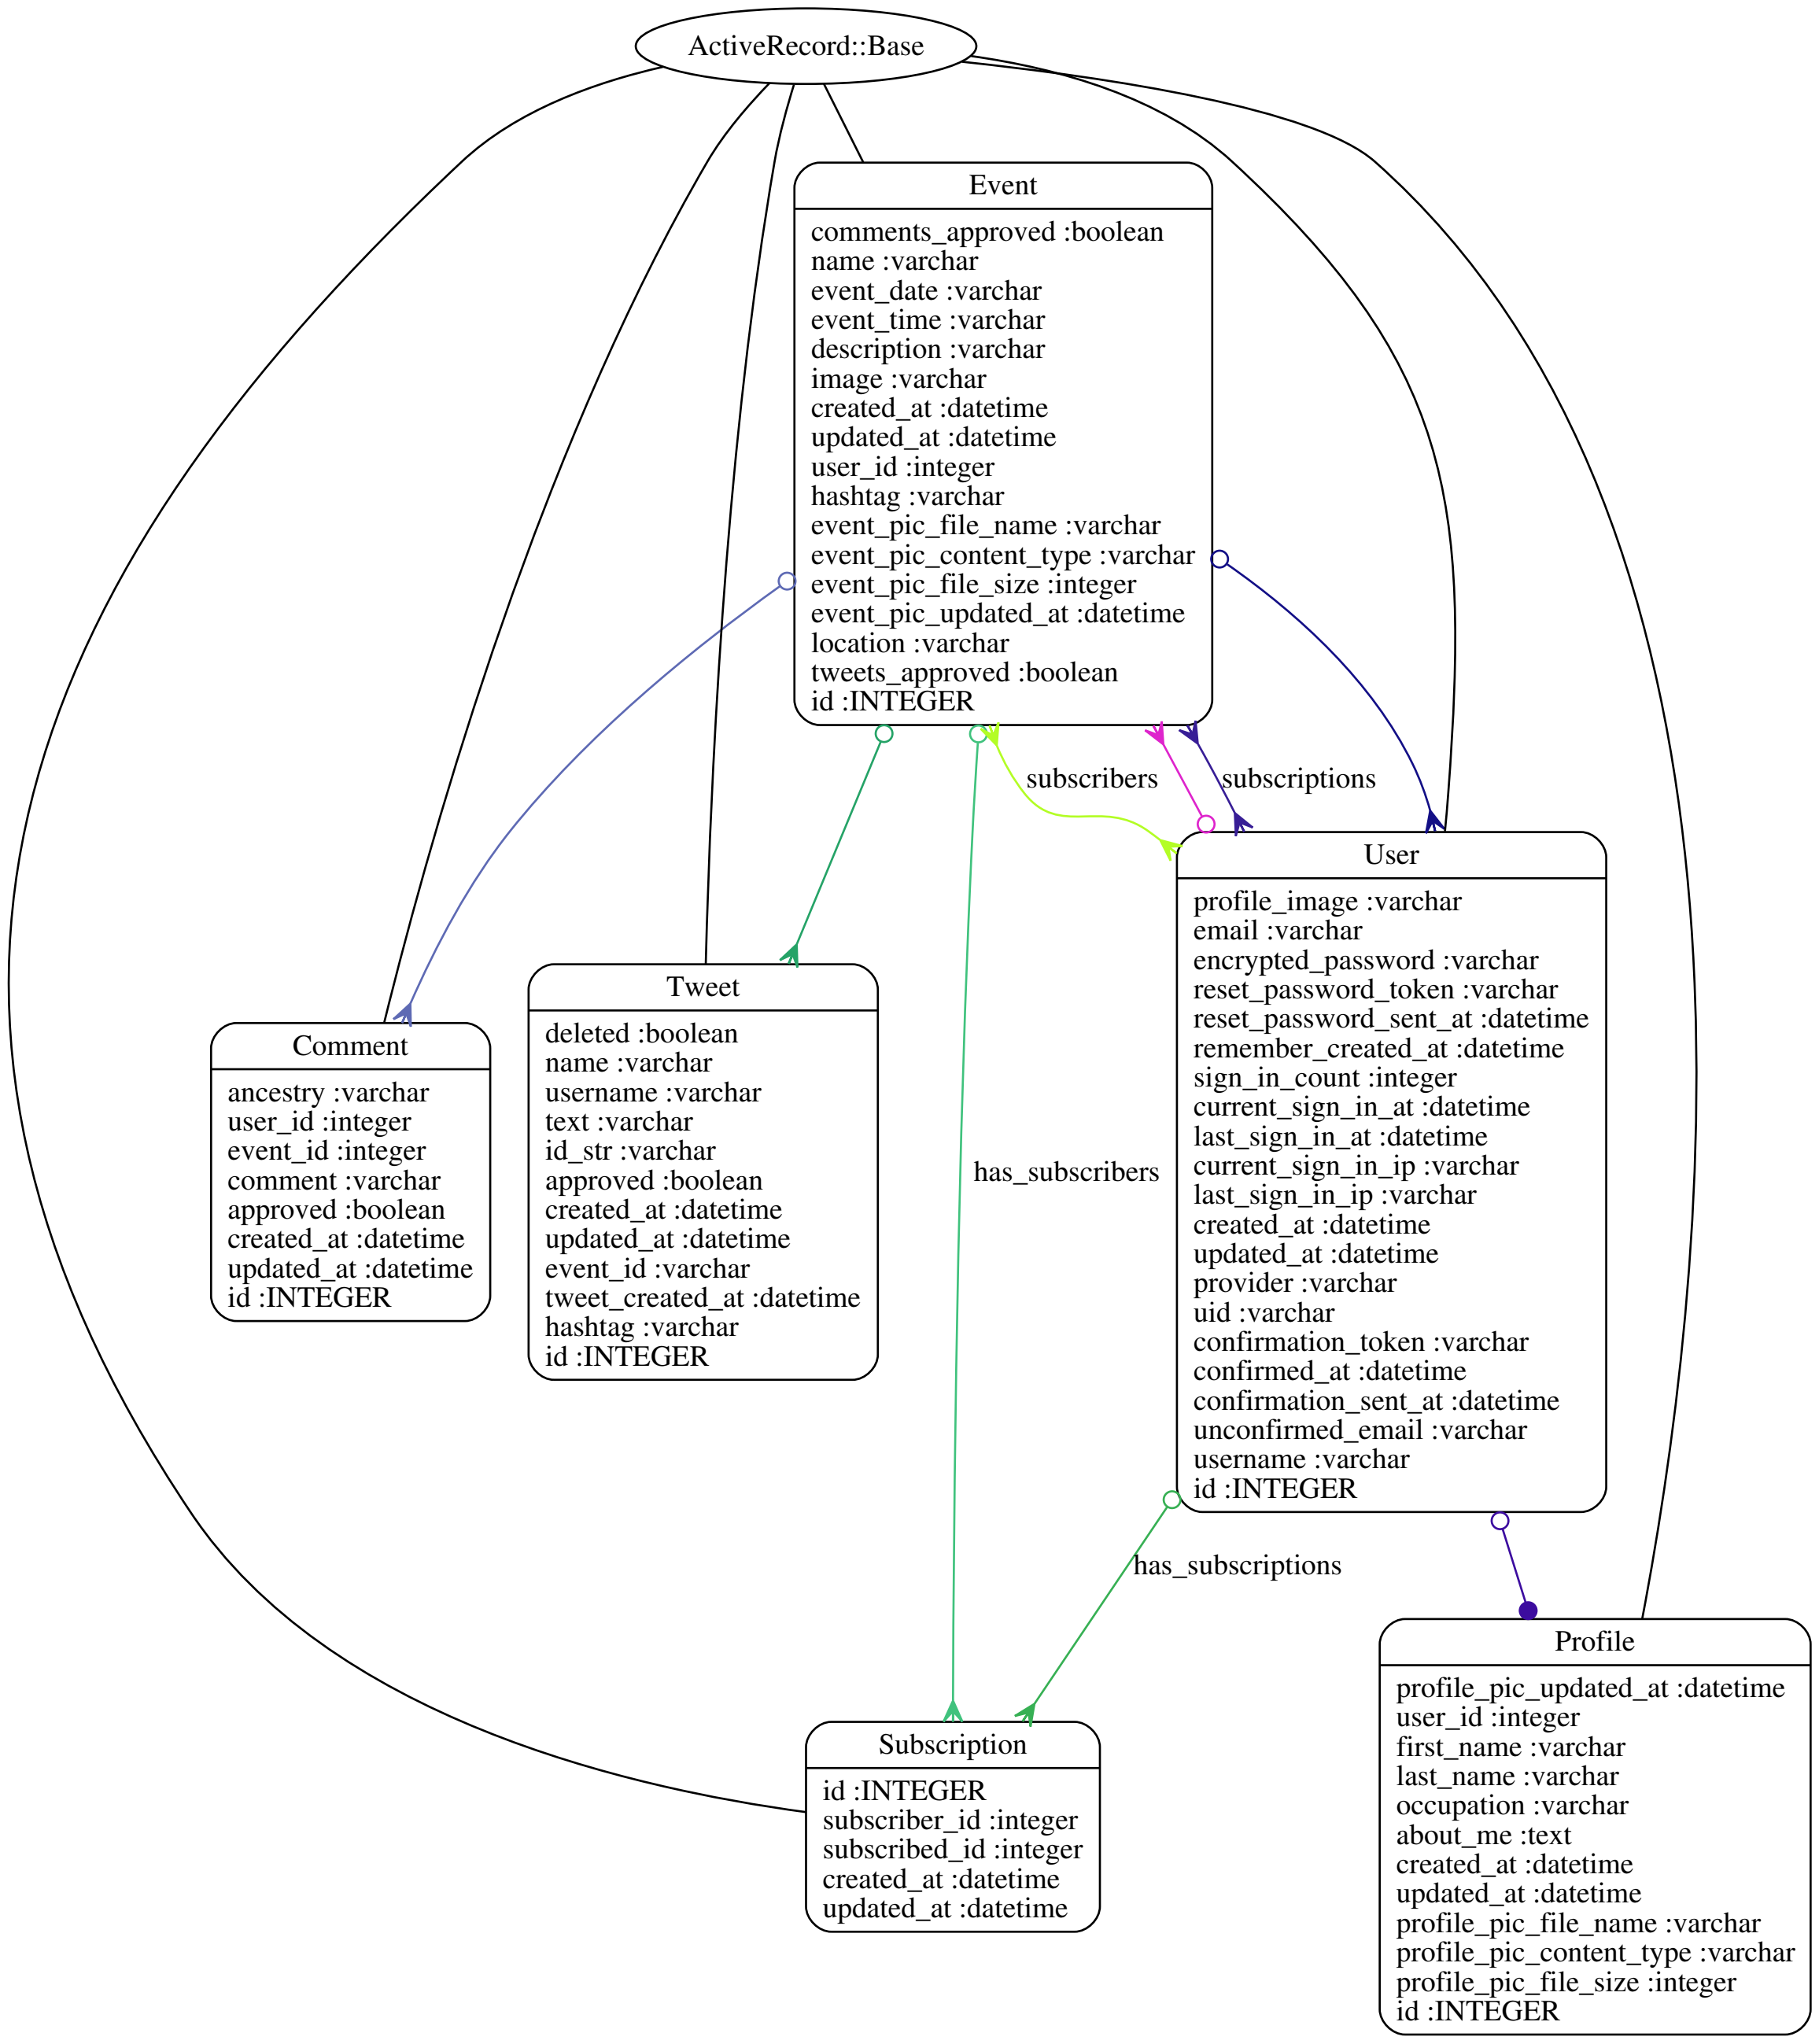 ActiveRecord::Base
Event
comments_approved :boolean
name :varchar
event_date :varchar
event_time :varchar
description :varchar
image :varchar
created_at :datetime
updated_at :datetime
user_id :integer
hashtag :varchar
event_pic_file_name :varchar
event_pic_content_type :varchar
event_pic_file_size :integer
event_pic_updated_at :datetime
location :varchar
tweets_approved :boolean
id :INTEGER
subscribers
subscriptions
User
profile_image :varchar
email :varchar
encrypted_password :varchar
reset_password_token :varchar
reset_password_sent_at :datetime
remember_created_at :datetime
sign_in_count :integer
current_sign_in_at :datetime
last_sign_in_at :datetime
current_sign_in_ip :varchar
last_sign_in_ip :varchar
created_at :datetime
updated_at :datetime
provider :varchar
uid :varchar
confirmation_token :varchar
confirmed_at :datetime
confirmation_sent_at :datetime
unconfirmed_email :varchar
username :varchar
id :INTEGER
Tweet
deleted :boolean
name :varchar
username :varchar
text :varchar
id_str :varchar
approved :boolean
created_at :datetime
updated_at :datetime
event_id :varchar
tweet_created_at :datetime
hashtag :varchar
id :INTEGER
Comment
ancestry :varchar
user_id :integer
event_id :integer
comment :varchar
approved :boolean
created_at :datetime
updated_at :datetime
id :INTEGER
has_subscribers
has_subscriptions
Profile
profile_pic_updated_at :datetime
user_id :integer
first_name :varchar
last_name :varchar
occupation :varchar
about_me :text
created_at :datetime
updated_at :datetime
profile_pic_file_name :varchar
profile_pic_content_type :varchar
profile_pic_file_size :integer
id :INTEGER
Subscription
id :INTEGER
subscriber_id :integer
subscribed_id :integer
created_at :datetime
updated_at :datetime